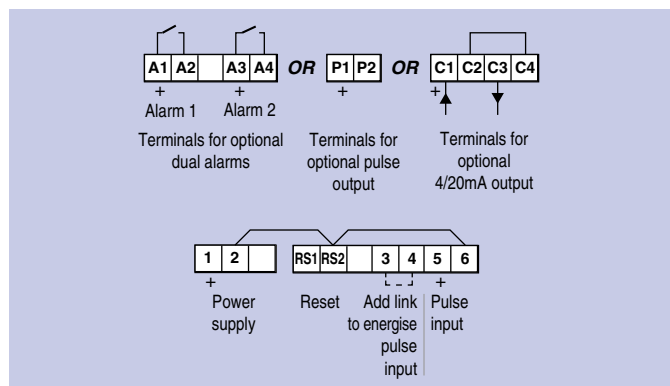 A1 A2 A3 A4 OR P1 P2 OR C1 C2 C3 C4
+ + + +
Alarm 1 Alarm 2
Terminals for optional
dual alarms
Terminals for
optional pulse
output
Terminals for
optional
4/20mA output
1 2 RS1 RS2 3 4 5 6
+ +
Power
supply
Reset
Add link
to energise
pulse
input
Pulse
input